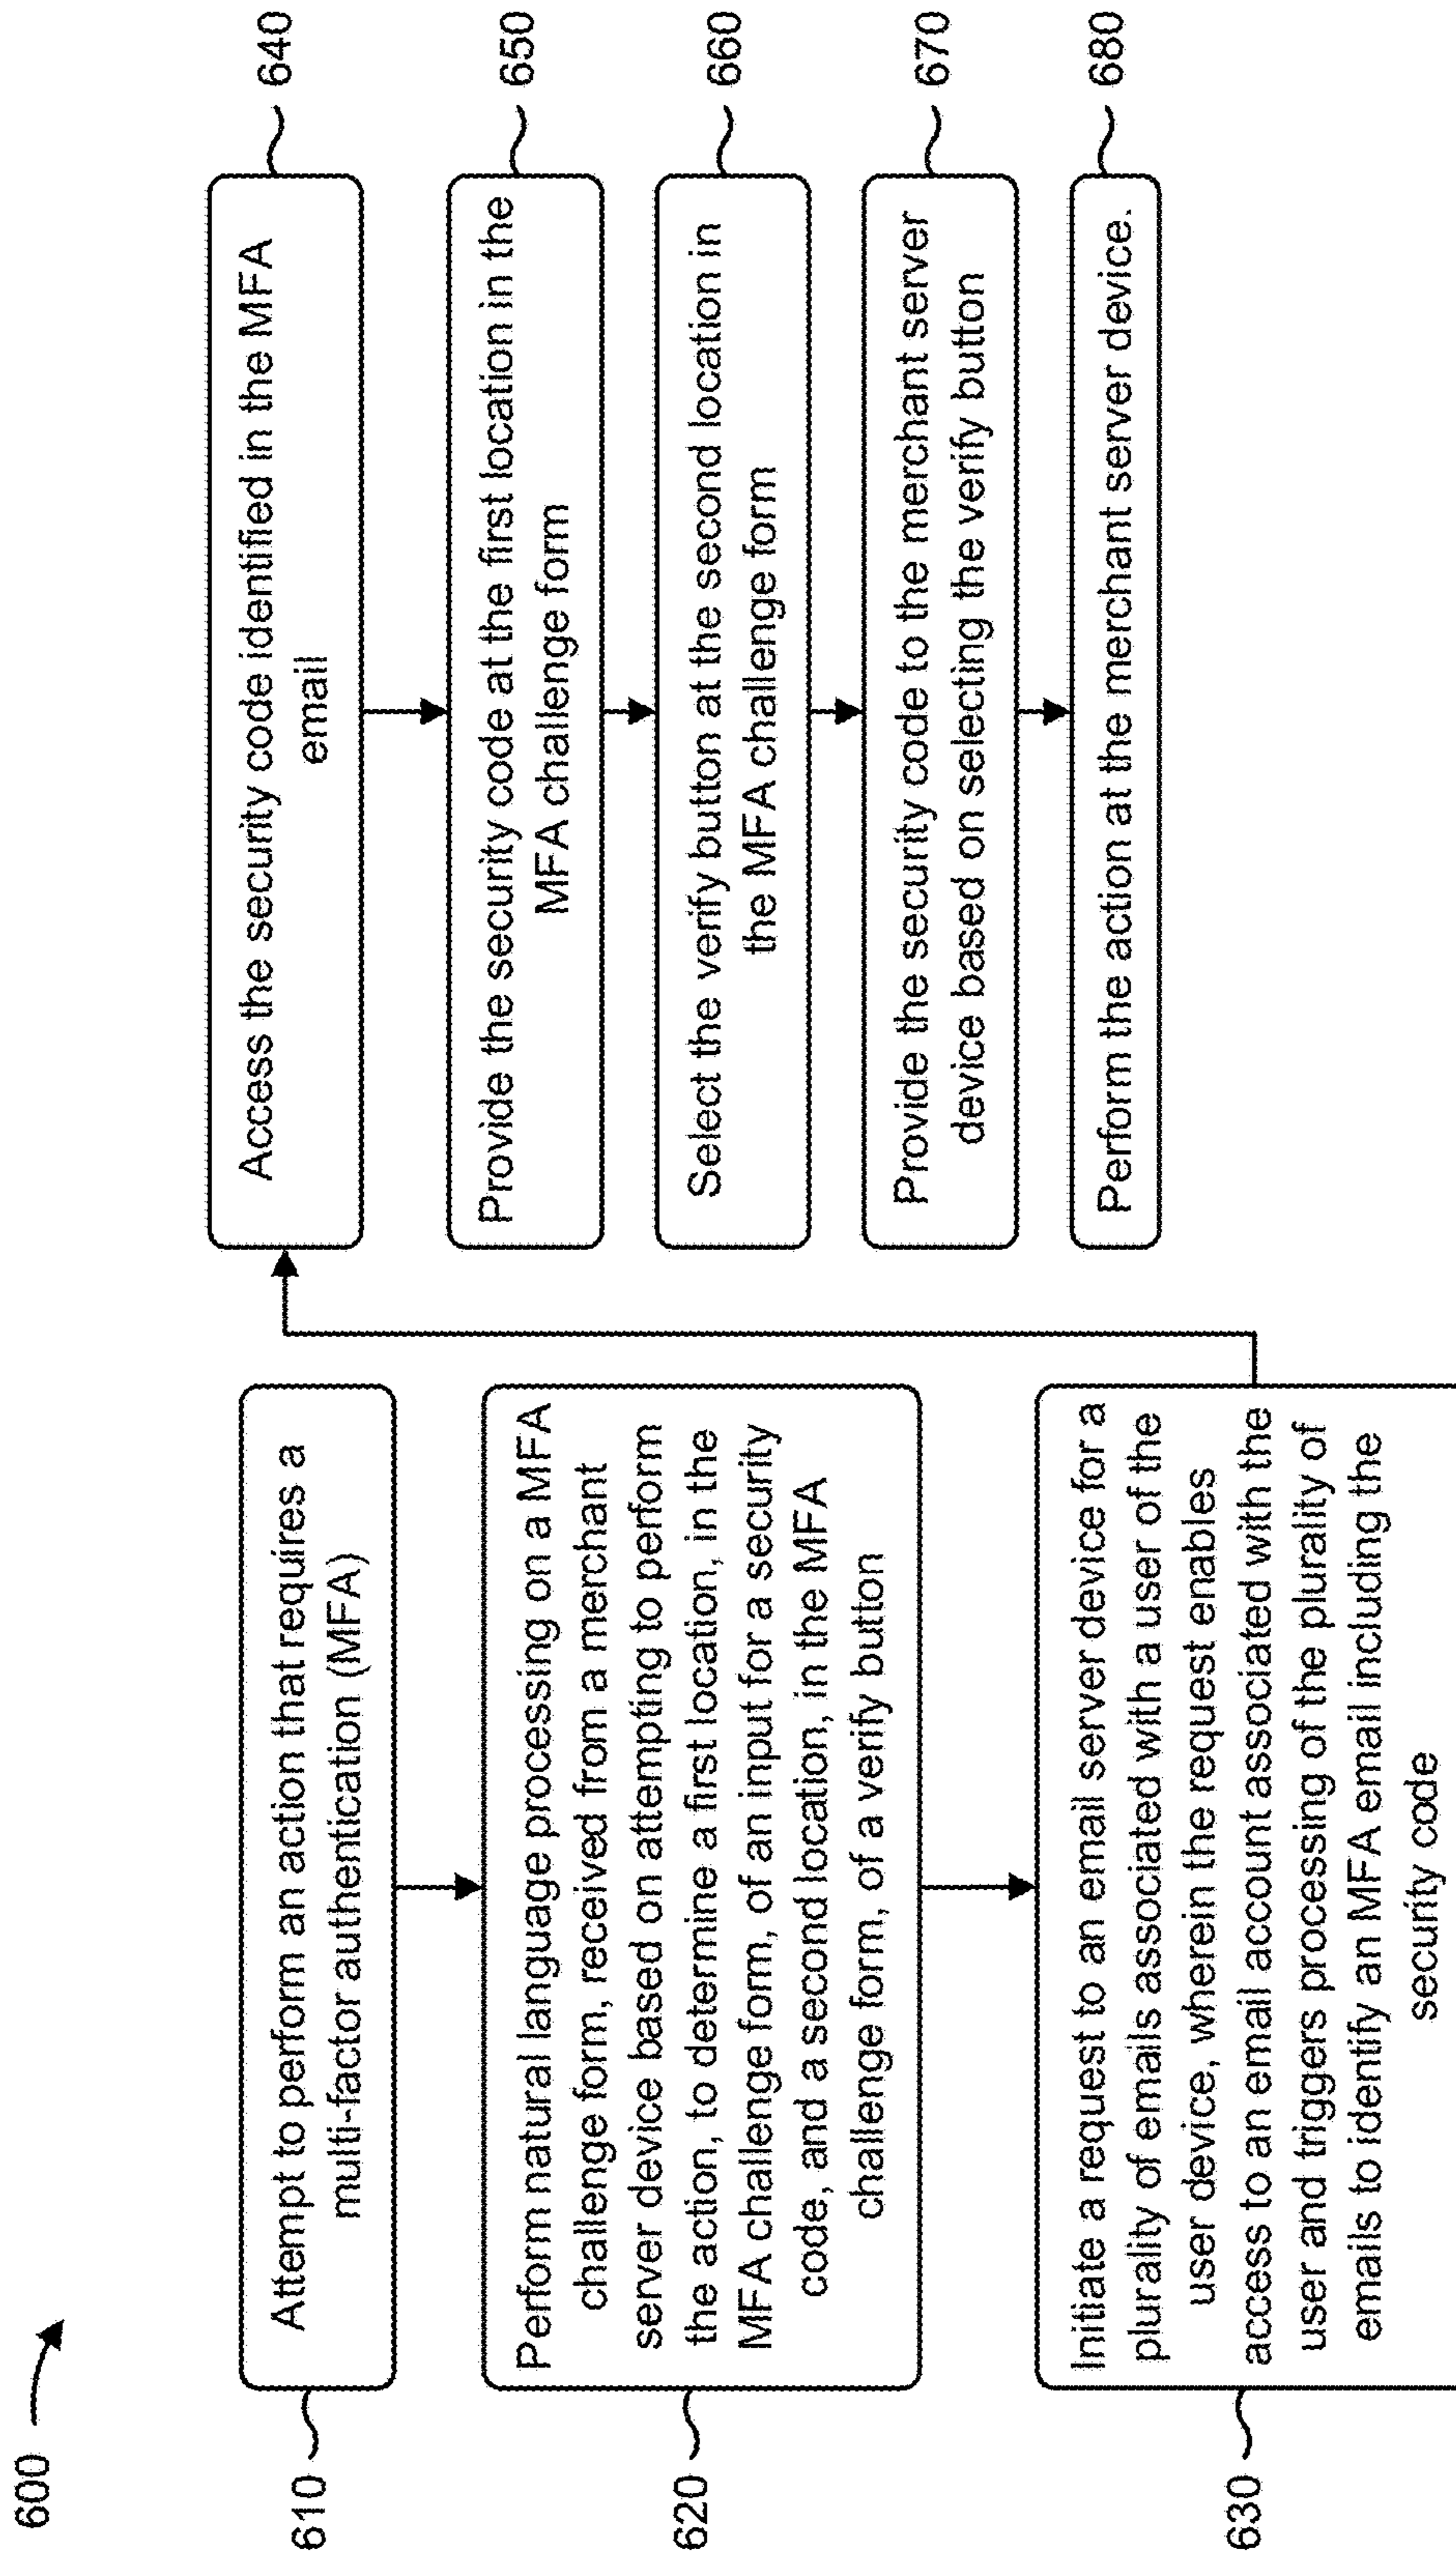 600
610
Attempt to perform an action that requires a
multi-factor authentication (MFA)
620
Perform natural language processing on a MFA
challenge form, received from a merchant
server device based on attempting to perform
the action, to determine a first location, in the
MFA challenge form, of an input for a security
code, and a second location, in the MFA
challenge form, of a verify button
630
Initiate a request to an email server device for a
plurality of emails associated with a user of the
user device, wherein the request enables
access to an email account associated with the
user and triggers processing of the plurality of
emails to identify an MFA email including the
security code
Access the security code identified in the MFA
email
640
Provide the security code at the first location in the
MFA challenge form
650
Select the verify button at the second location in
the MFA challenge form
660
Provide the security code to the merchant server
device based on selecting the verify button
670
Perform the action at the merchant server device.
680